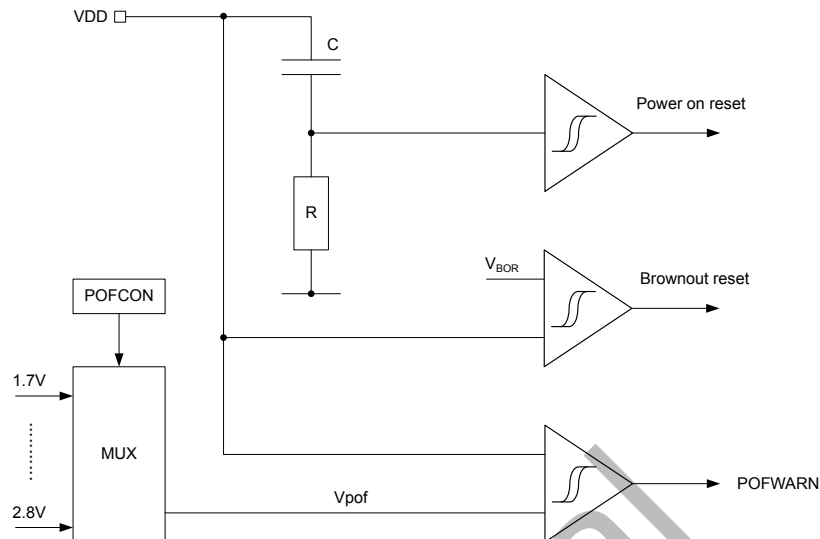 VDD
C
Power on reset
R
V_BOR
Brownout reset
POFCON
1.7V
MUX
Vpof
POFWARN
2.8V